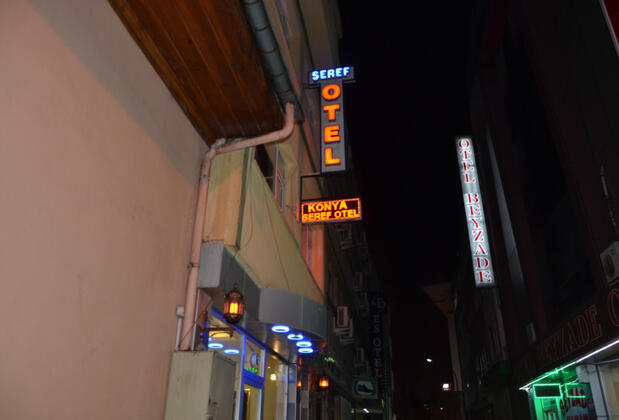 SEREF
OTEL
KONYA
SEREF OTEL
OTEL BEYZADE